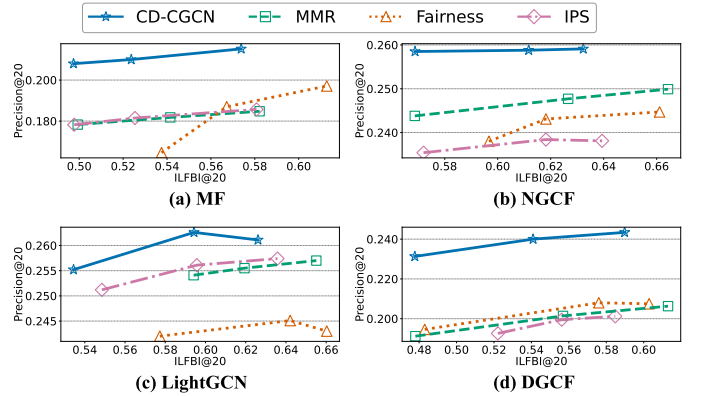 CD-CGCN MMR Fairness IPS
Precision@20
0.200
0.180
0.50 0.52 0.54 0.56 0.58 0.60
ILFBI@20
(a) MF
Precision@20
0.260
0.250
0.240
0.58 0.60 0.62 0.64 0.66
ILFBI@20
(b) NGCF
Precision@20
0.260
0.255
0.250
0.245
0.54 0.56 0.58 0.60 0.62 0.64 0.66
ILFBI@20
(c) LightGCN
Precision@20
0.240
0.220
0.200
0.48 0.50 0.52 0.54 0.56 0.58 0.60
ILFBI@20
(d) DGCF